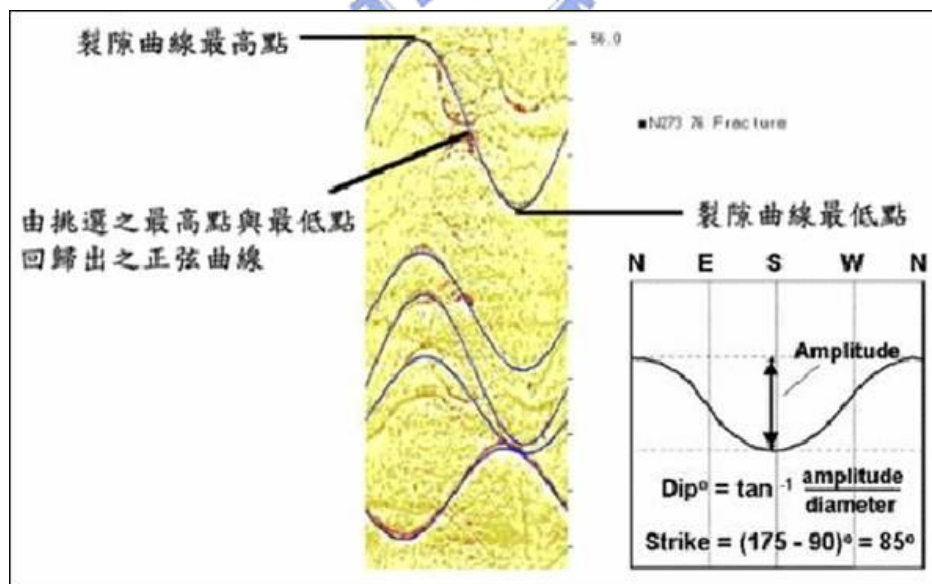 裂隙曲線最高點
56.0
■N273 76 Fracture
由挑選之最高點與最低點
回歸出之正弦曲線
裂隙曲線最低點
N E S W N
Amplitude
Dip° = tan⁻¹ amplitude
diameter
Strike = (175 - 90)° = 85°